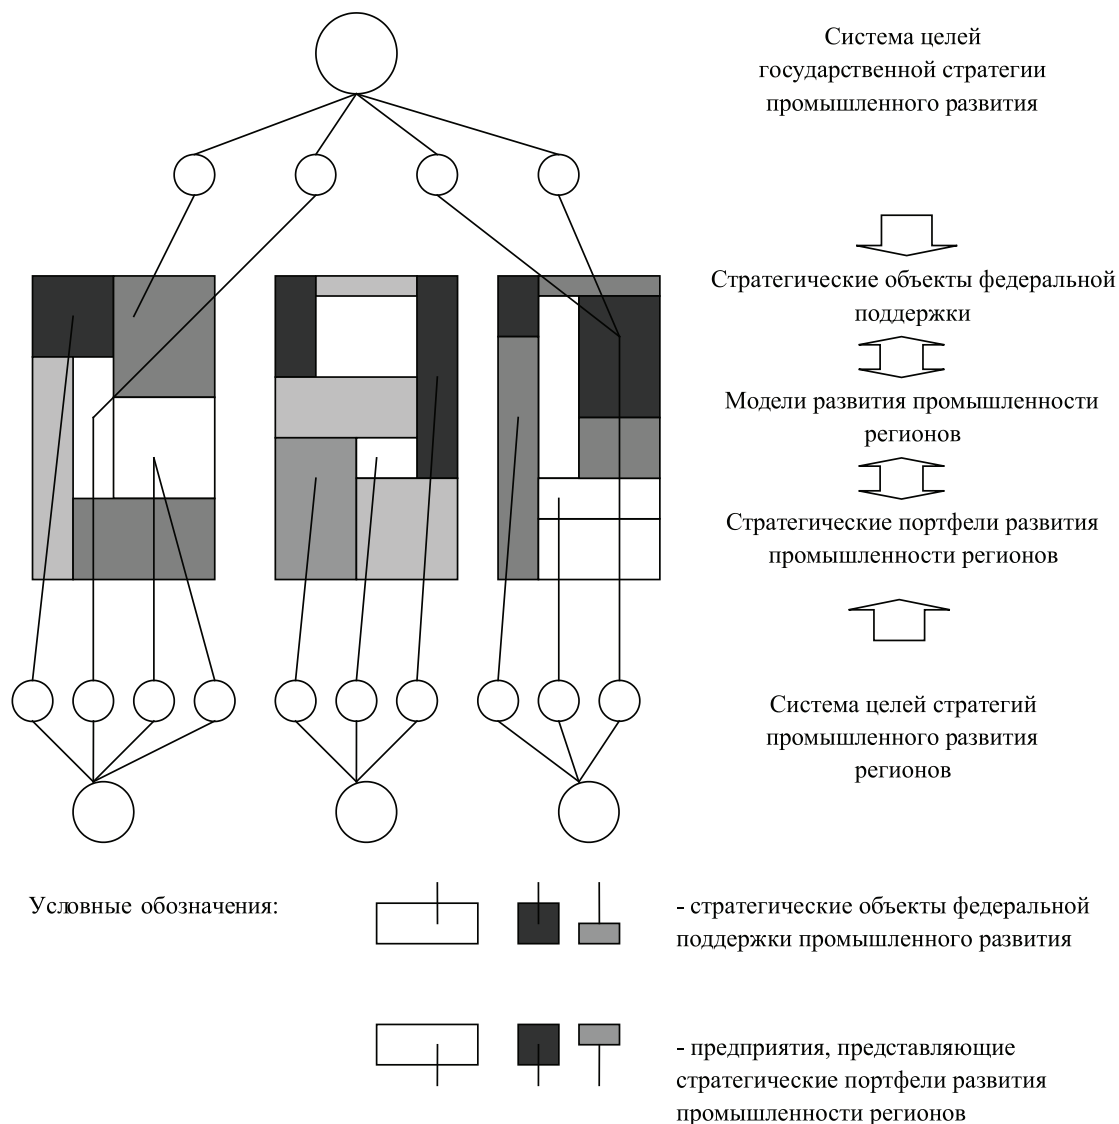 Система целей
государственной стратегии
промышленного развития
Стратегические объекты федеральной
поддержки
Модели развития промышленности
регионов
Стратегические портфели развития
промышленности регионов
Система целей стратегий
промышленного развития
регионов
Условные обозначения:
- стратегические объекты федеральной
поддержки промышленного развития
- предприятия, представляющие
стратегические портфели развития
промышленности регионов